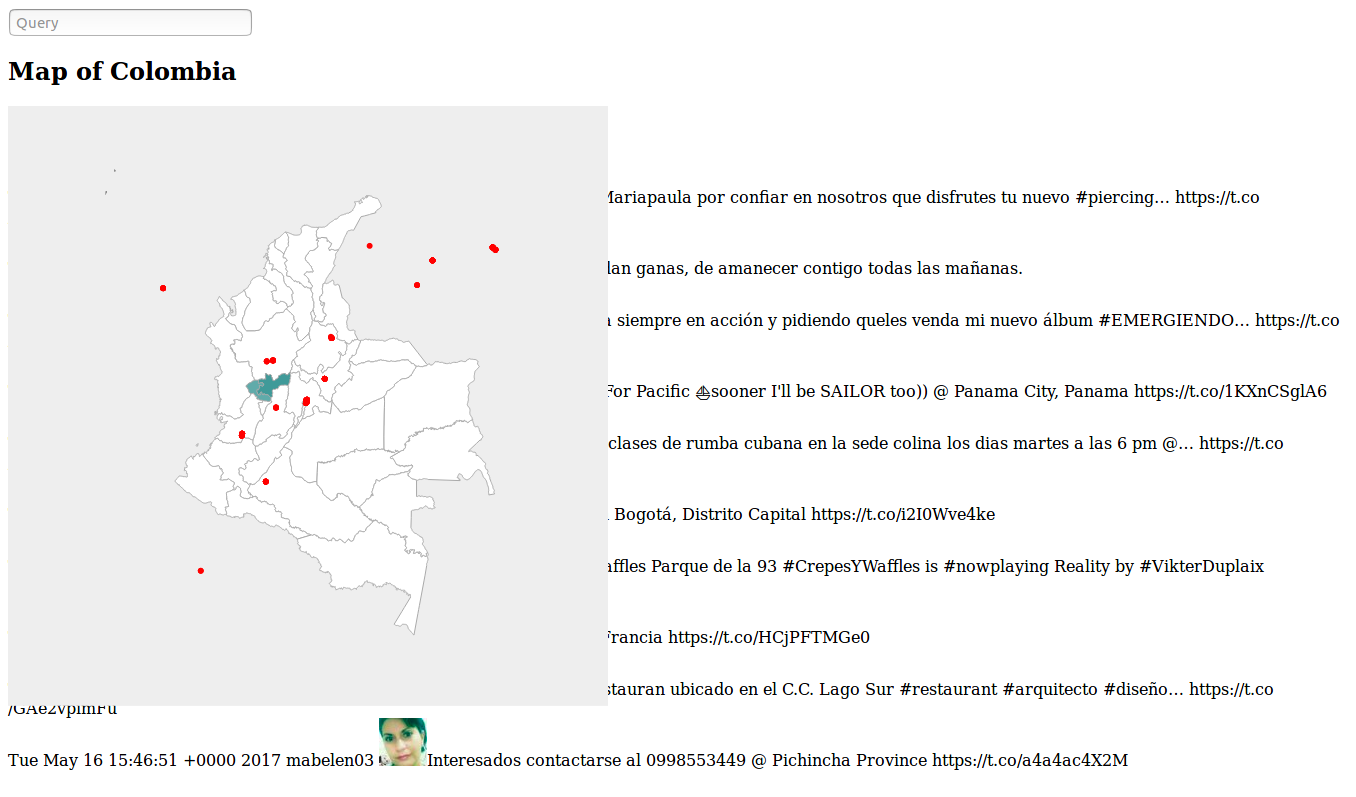 Query
Map of Colombia
Mariapaula por confiar en nosotros que disfrutes tu nuevo #piercing… https://t.co
dan ganas, de amanecer contigo todas las mañanas.
siempre en acción y pidiendo queles venda mi nuevo álbum #EMERGIENDO… https://t.co
For Pacific ⛵sooner I'll be SAILOR too)) @ Panama City, Panama https://t.co/1KXnCSglA6
clases de rumba cubana en la sede colina los dias martes a las 6 pm @… https://t.co
Bogotá, Distrito Capital https://t.co/i2I0Wve4ke
affles Parque de la 93 #CrepesYWaffles is #nowplaying Reality by #VikterDuplaix
Francia https://t.co/HCjPFTMGe0
stauran ubicado en el C.C. Lago Sur #restaurant #arquitecto #diseño… https://t.co
/GAe2vpimFu
Tue May 16 15:46:51 +0000 2017 mabelen03 Interesados contactarse al 0998553449 @ Pichincha Province https://t.co/a4a4ac4X2M